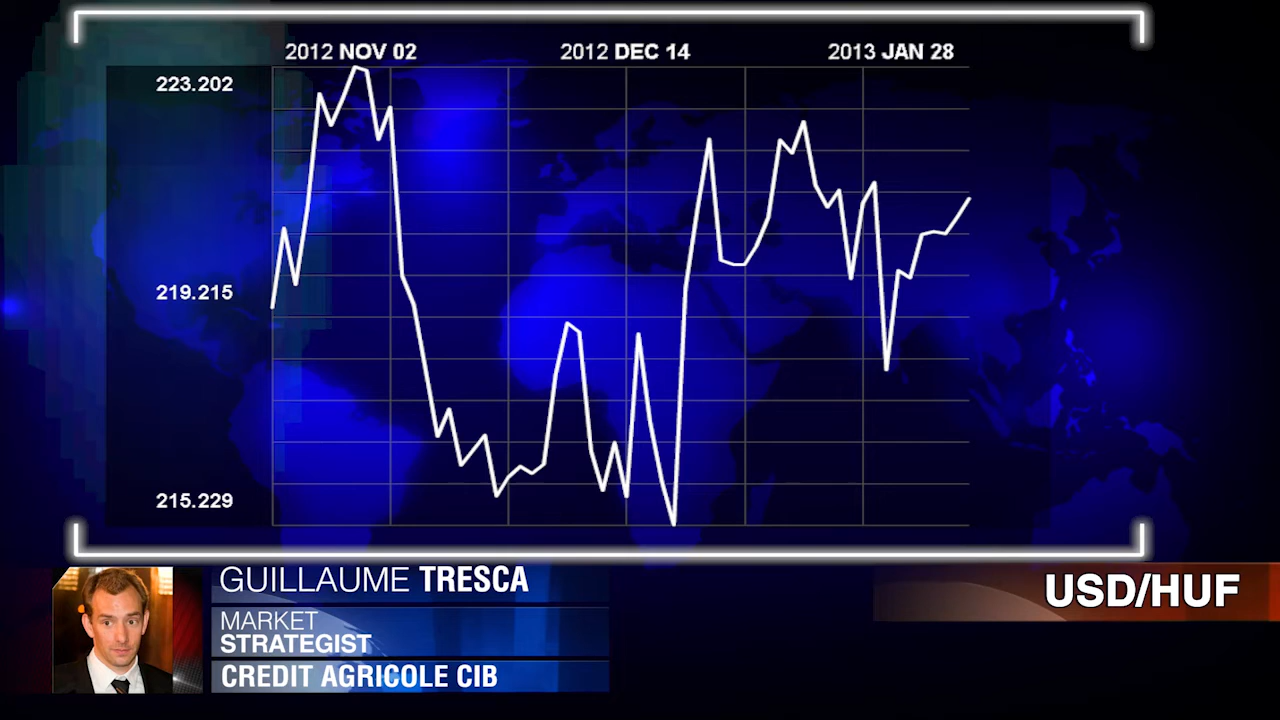 2012 NOV 02 2012 DEC 14 2013 JAN 28
223.202
219.215
215.229
GUILLAUME TRESCA
MARKET
STRATEGIST
CREDIT AGRICOLE CIB
USD/HUF